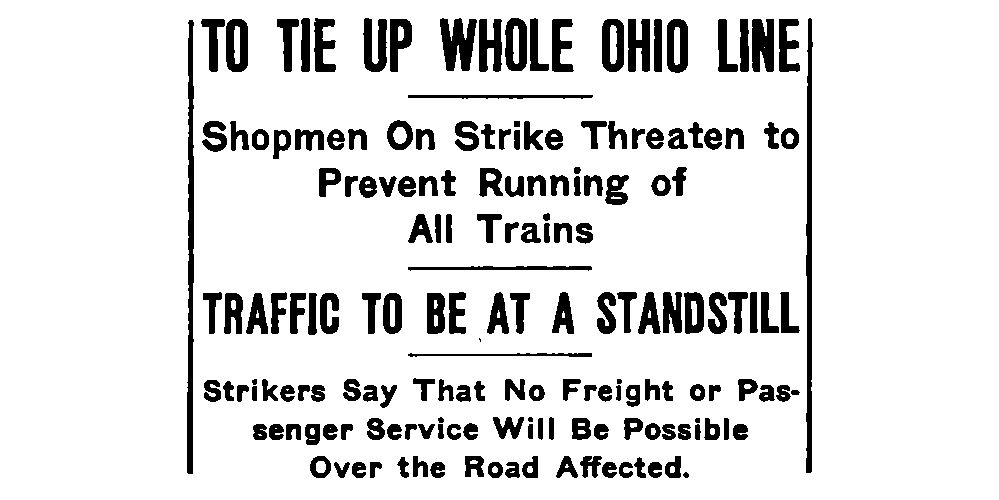 TO TIE UP WHOLE OHIO LINE
Shopmen On Strike Threaten to
Prevent Running of
All Trains
TRAFFIC TO BE AT A STANDSTILL
Strikers Say That No Freight or Pas-
senger Service Will Be Possible
Over the Road Affected.